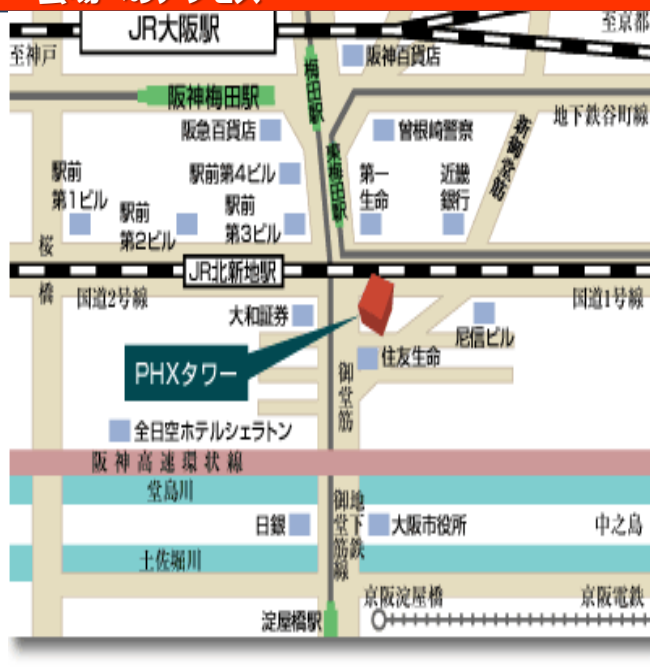 JR大阪駅
至京都
至神戸
梅田駅
阪神百貨店
阪神梅田駅
地下鉄谷町線
阪急百貨店
曽根崎警察
新御堂筋
東梅田駅
駅前
第1ビル
駅前第4ビル
第一
生命
近畿
銀行
駅前
第2ビル
駅前
第3ビル
桜
橋
JR北新地駅
国道2号線
国道1号線
大和証券
尼信ビル
住友生命
PHXタワー
御堂筋
全日空ホテルシェラトン
阪神高速環状線
堂島川
地下鉄
御堂筋線
日銀
大阪市役所
中之島
土佐堀川
京阪淀屋橋
京阪電鉄
淀屋橋駅